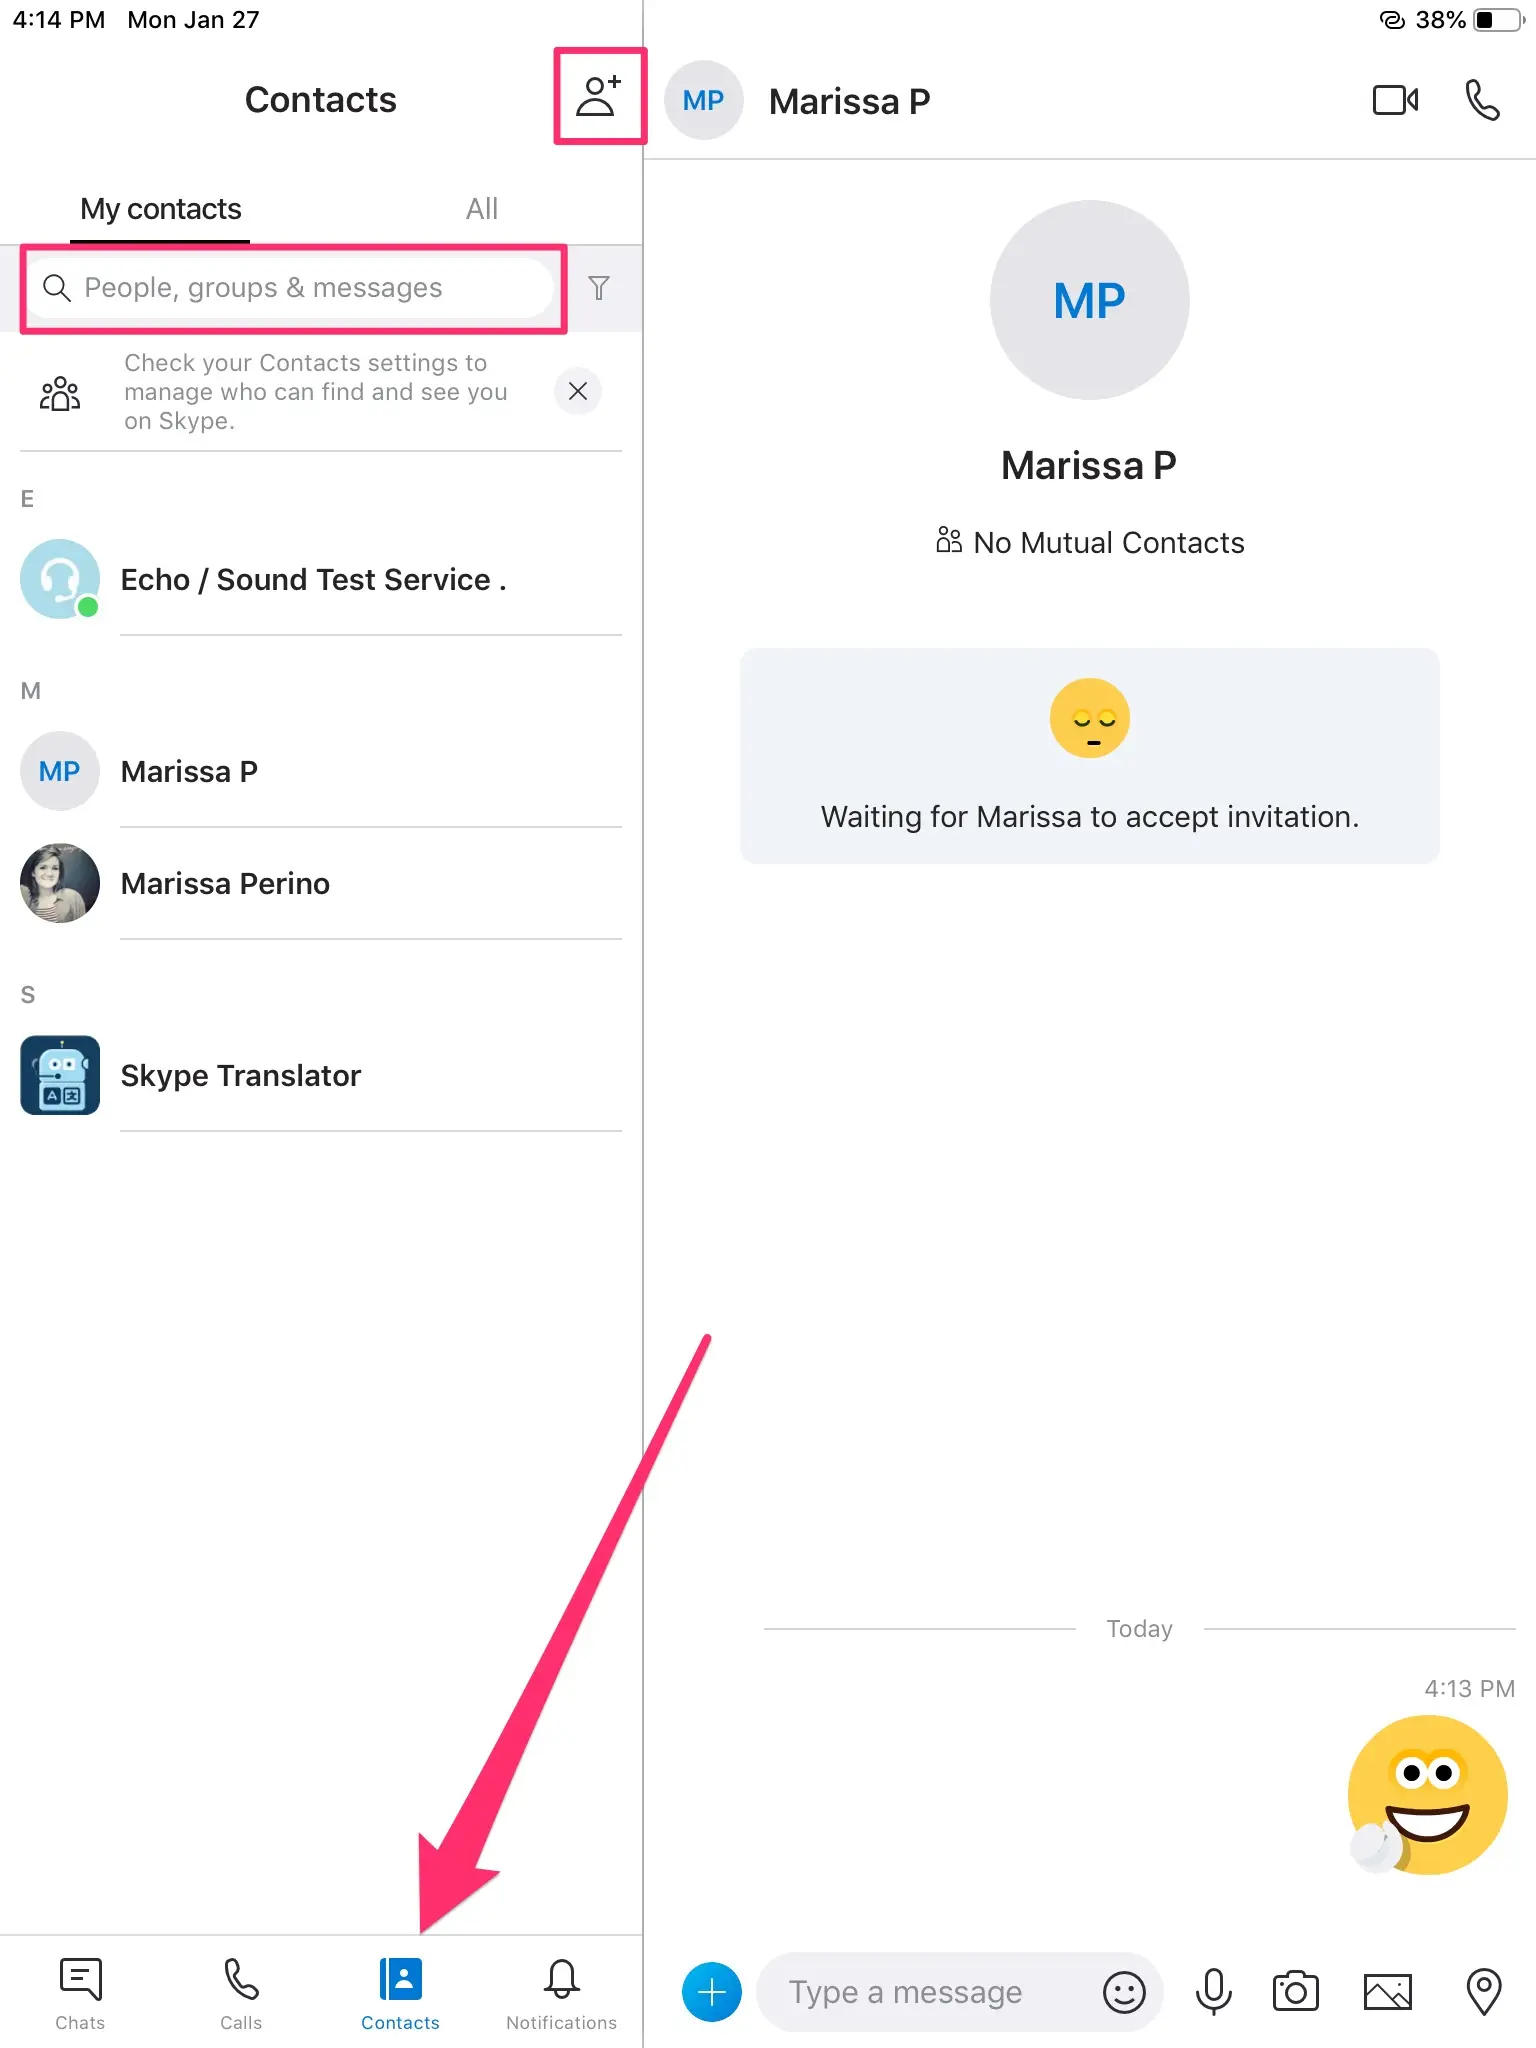 4:14 PM Mon Jan 27
38%
Contacts
My contacts
All
People, groups & messages
Check your Contacts settings to
manage who can find and see you
on Skype.
E
Echo / Sound Test Service .
M
MP
Marissa P
Marissa Perino
S
A 文
Skype Translator
Chats
Calls
Contacts
Notifications
MP
Marissa P
MP
Marissa P
No Mutual Contacts
Waiting for Marissa to accept invitation.
Today
4:13 PM
Type a message